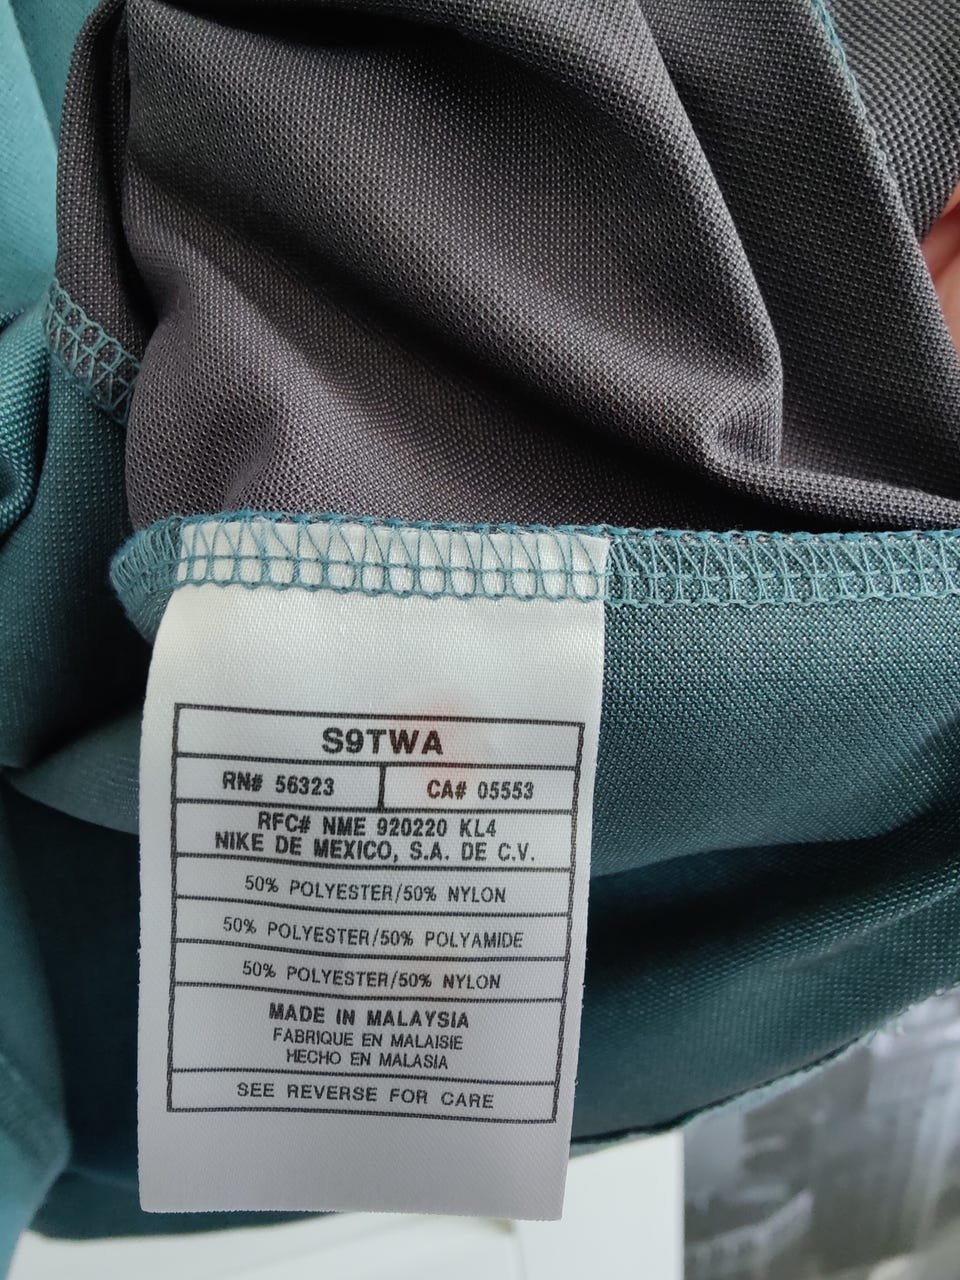 S9TWA
RN# 56323 CA# 05553
RFC# NME 920220 KL4
NIKE DE MEXICO, S.A. DE C.V.
50% POLYESTER/50% NYLON
50% POLYESTER/50% POLYAMIDE
50% POLYESTER/50% NYLON
MADE IN MALAYSIA
FABRIQUE EN MALAISIE
HECHO EN MALASIA
SEE REVERSE FOR CARE